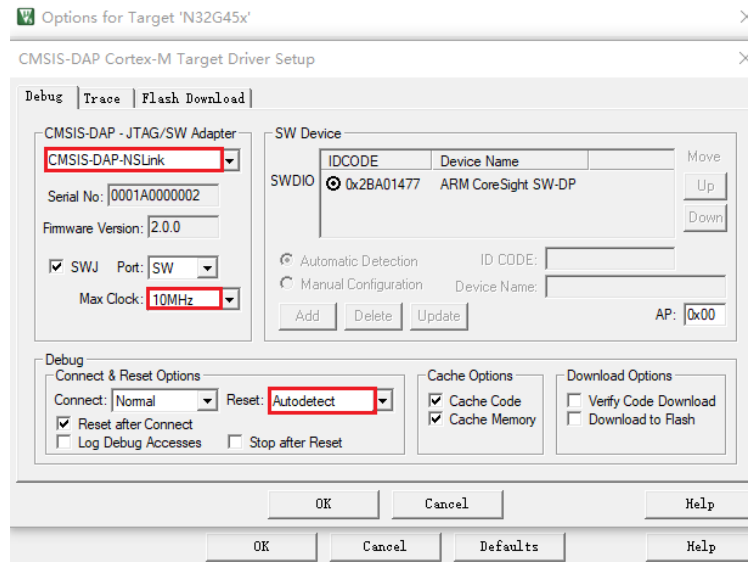 Options for Target 'N32G45x'
CMSIS-DAP Cortex-M Target Driver Setup
Debug Trace Flash Download
CMSIS-DAP - JTAG/SW Adapter
CMSIS-DAP-NSLink
Serial No: 0001A0000002
Firmware Version: 2.0.0
SWJ Port: SW
Max Clock: 10MHz
SW Device
IDCODE Device Name Move
SWDIO 0x2BA01477 ARM CoreSight SW-DP Up
Down
Automatic Detection ID CODE:
Manual Configuration Device Name:
Add Delete Update AP: 0x00
Debug
Connect & Reset Options
Connect: Normal Reset: Autodetect
Reset after Connect
Log Debug Accesses Stop after Reset
Cache Options
Cache Code
Cache Memory
Download Options
Verify Code Download
Download to Flash
OK Cancel Help
OK Cancel Defaults Help